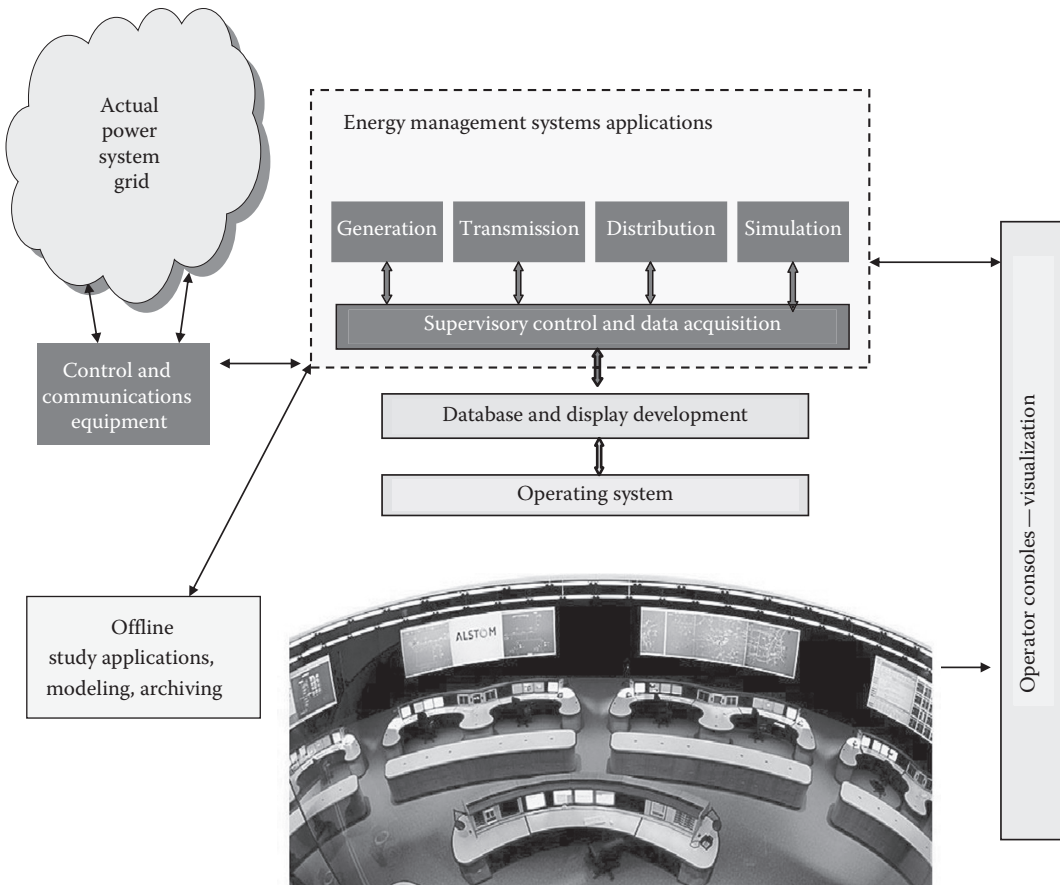 Actual
power
system
grid
Energy management systems applications
Generation
Transmission
Distribution
Simulation
Supervisory control and data acquisition
Control and
communications
equipment
Database and display development
Operating system
Operator consoles — visualization
Offline
study applications,
modeling, archiving
ALSTOM